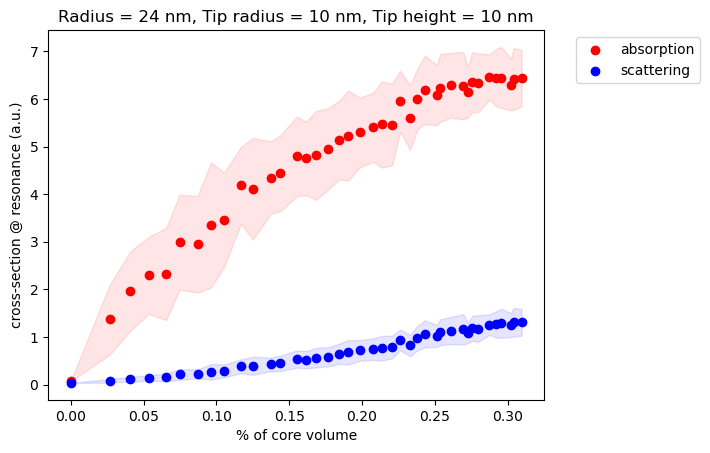 Radius = 24 nm, Tip radius = 10 nm, Tip height = 10 nm
absorption
scattering
cross-section @ resonance (a.u.)
7
6
5
4
3
2
1
0
0.00 0.05 0.10 0.15 0.20 0.25 0.30
% of core volume